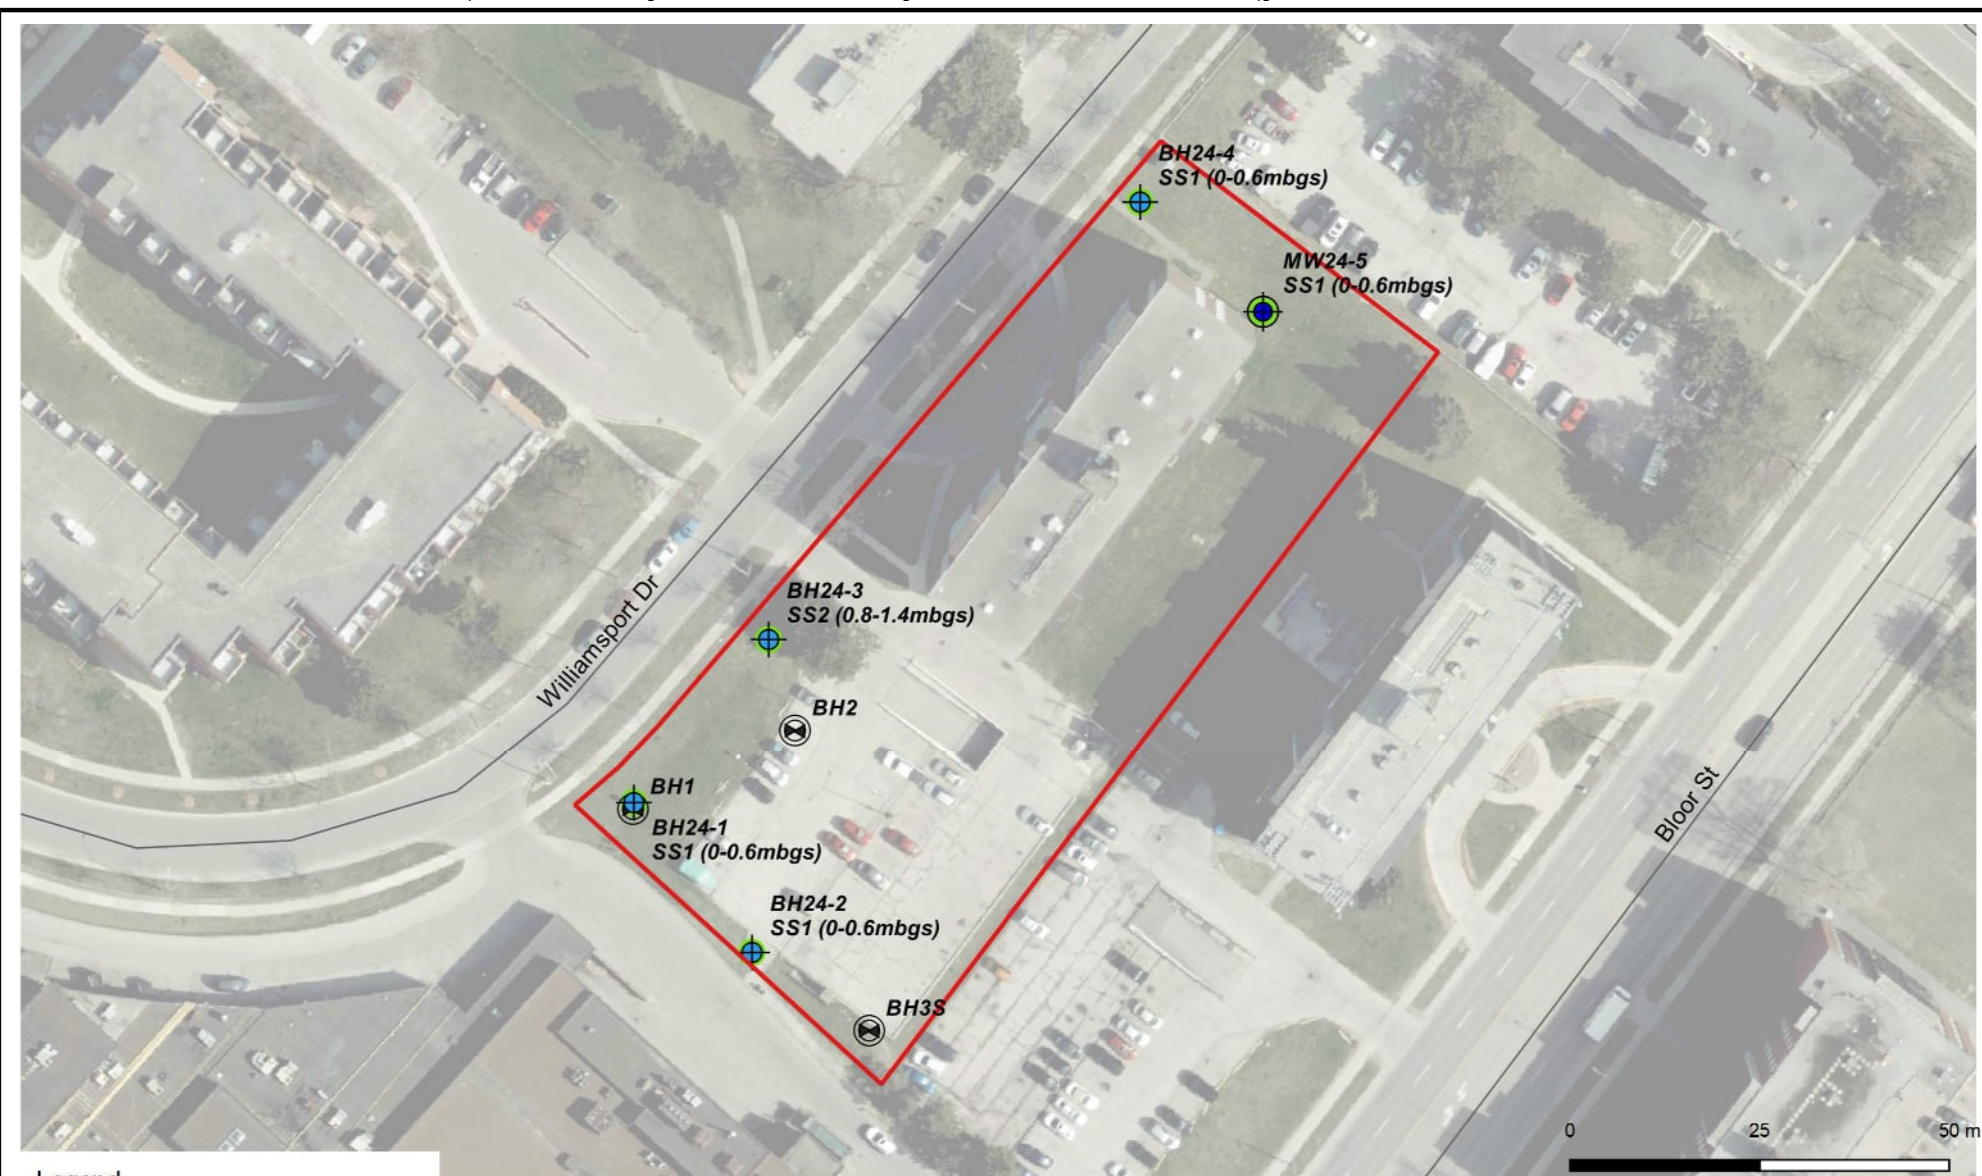 BH24-4
SS1 (0-0.6mbgs)
MW24-5
SS1 (0-0.6mbgs)
BH24-3
SS2 (0.8-1.4mbgs)
Williamsport Dr
BH2
BH1
BH24-1
SS1 (0-0.6mbgs)
Bloor St
BH24-2
SS1 (0-0.6mbgs)
BH3S
0 25 50 m
Legend